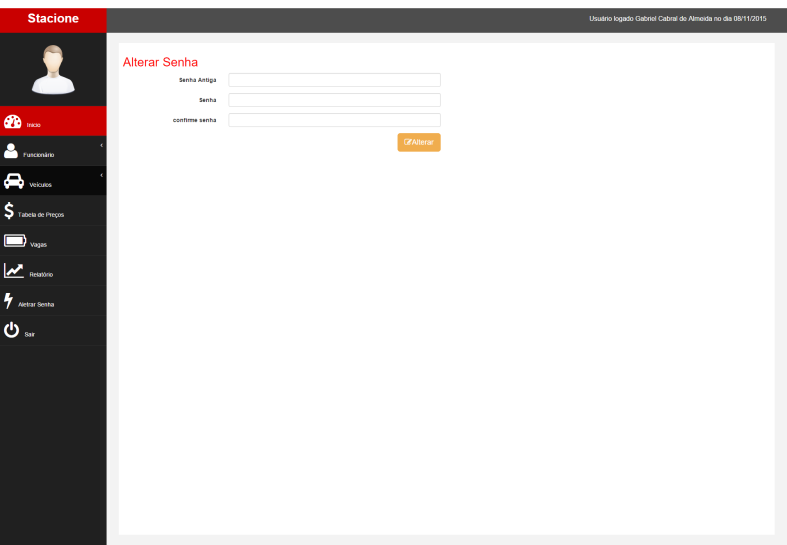 Stacione
Usuário logado Gabriel Cabral de Almeida no dia 08/11/2015
Alterar Senha
Senha Antiga
Senha
confirme senha
Alterar
Inicio
Funcionário
Veículos
Tabela de Preços
Vagas
Relatório
Aletrar Senha
Sair